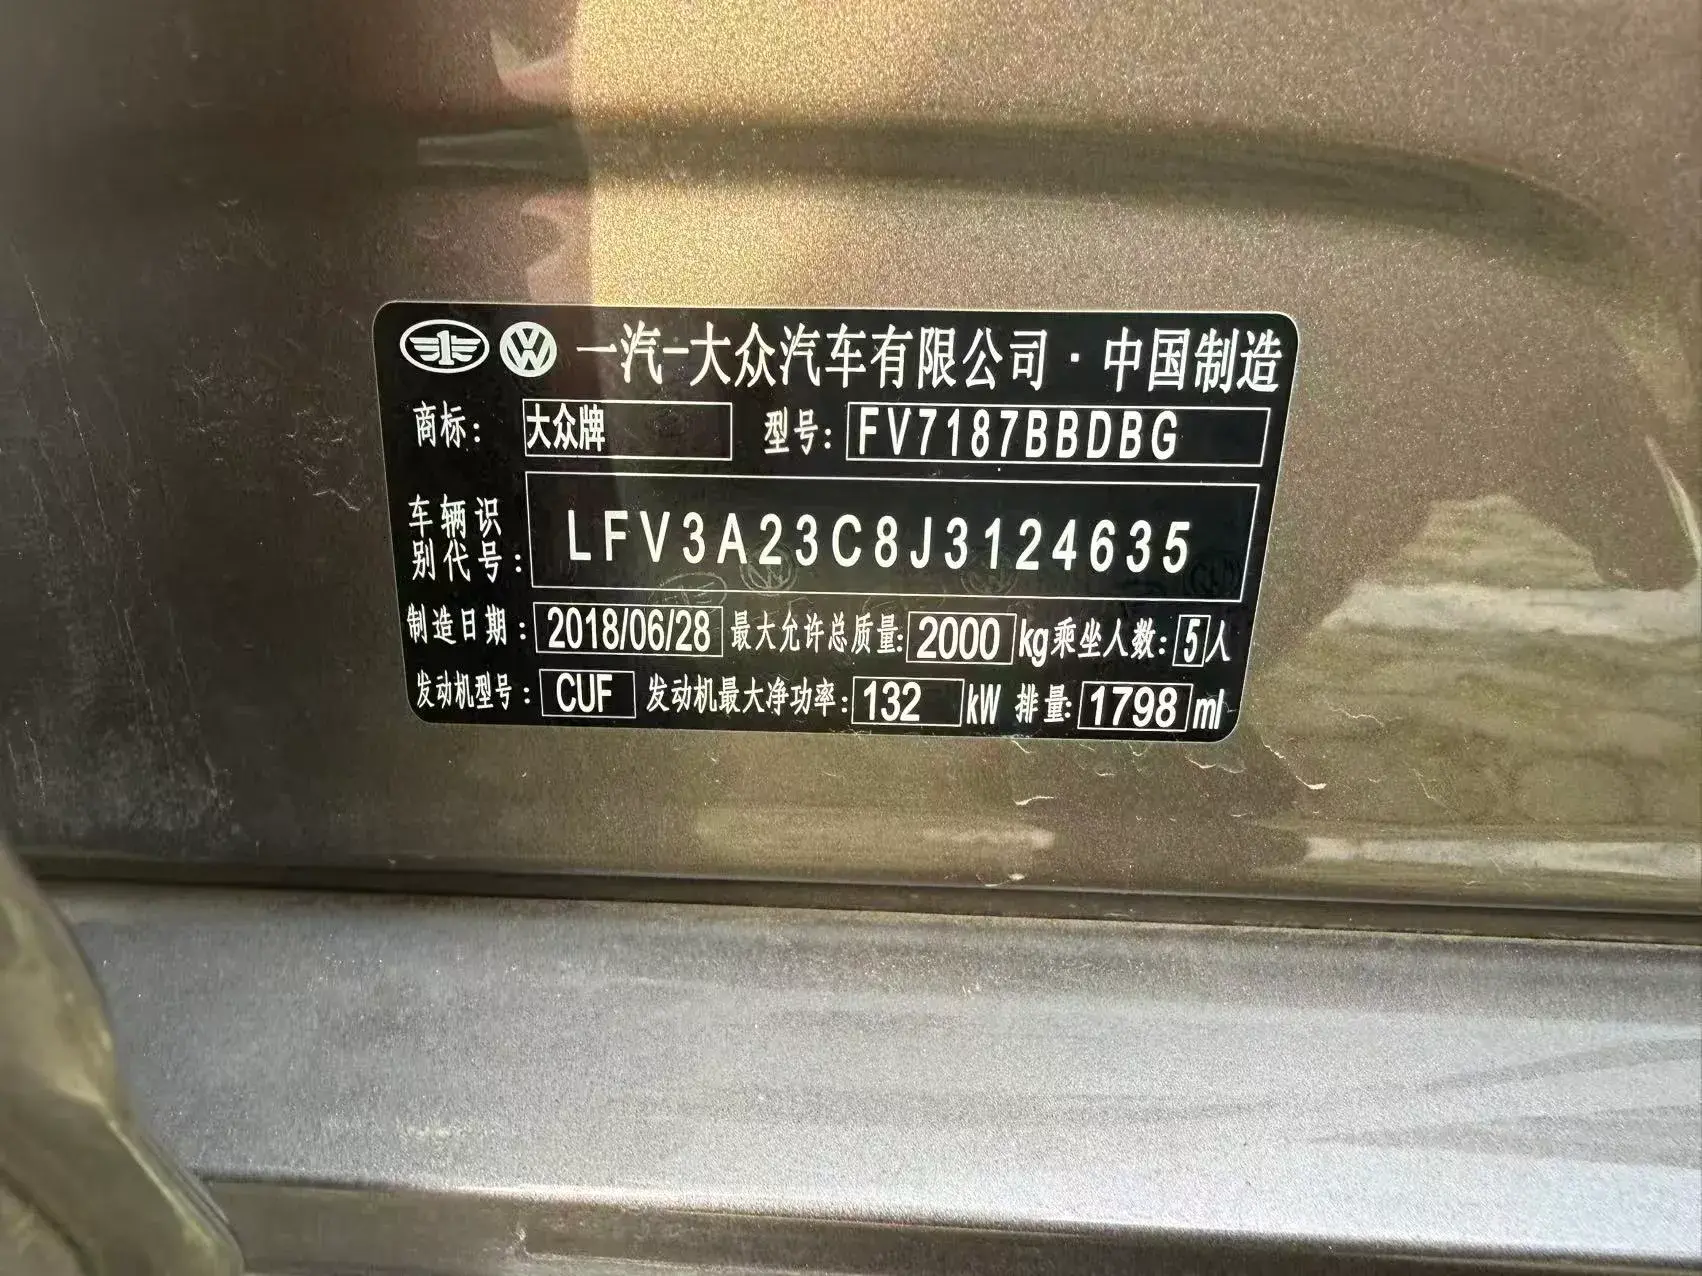 一汽-大众汽车有限公司·中国制造
商标: 大众牌 型号: FV7187BBDBG
车辆识
别代号: LFV3A23C8J3124635
制造日期: 2018/06/28 最大允许总质量: 2000 kg 乘坐人数: 5 人
发动机型号: CUF 发动机最大净功率: 132 kW 排量: 1798 ml